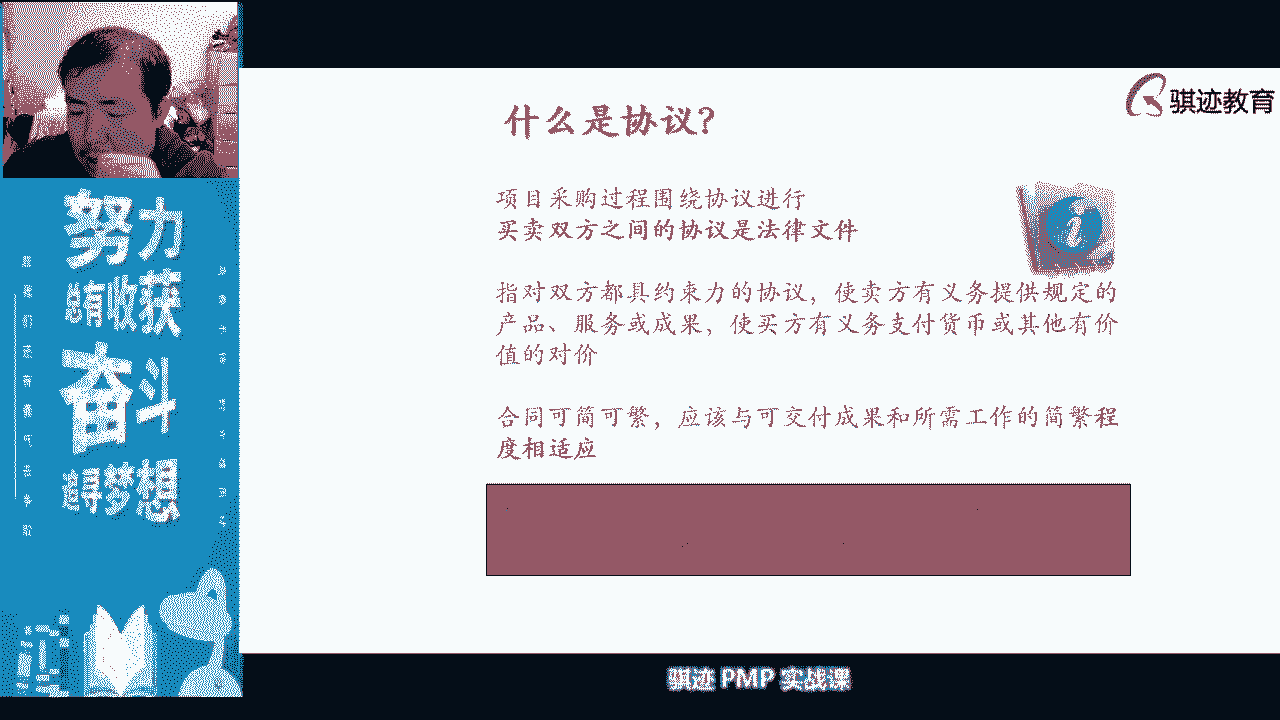 骐迹教育
什么是协议？
项目采购过程围绕协议进行
买卖双方之间的协议是法律文件
指对双方都具约束力的协议，使卖方有义务提供规定的
产品、服务或成果，使买方有义务支付货币或其他有价
值的对价
合同可简可繁，应该与可交付成果和所需工作的简繁程
度相适应
努力
总有收获
奋斗
追寻梦想
骐迹 PMP 实战课